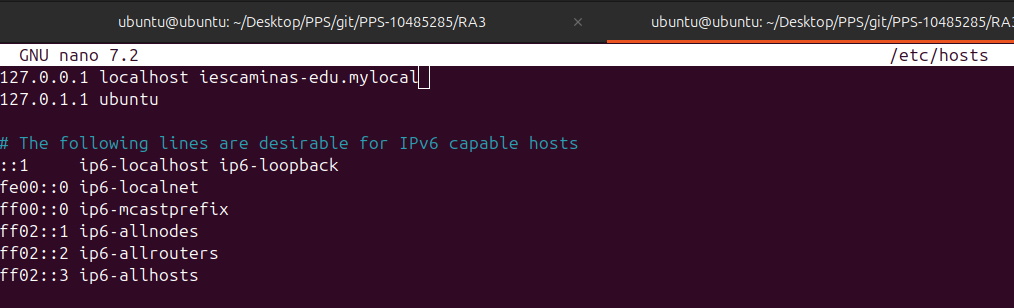 ubuntu@ubuntu: ~/Desktop/PPS/git/PPS-10485285/RA3 × ubuntu@ubuntu: ~/Desktop/PPS/git/PPS-10485285/RA3
GNU nano 7.2 /etc/hosts
127.0.0.1 localhost iescaminas-edu.mylocal
127.0.1.1 ubuntu
# The following lines are desirable for IPv6 capable hosts
::1 ip6-localhost ip6-loopback
fe00::0 ip6-localnet
ff00::0 ip6-mcastprefix
ff02::1 ip6-allnodes
ff02::2 ip6-allrouters
ff02::3 ip6-allhosts